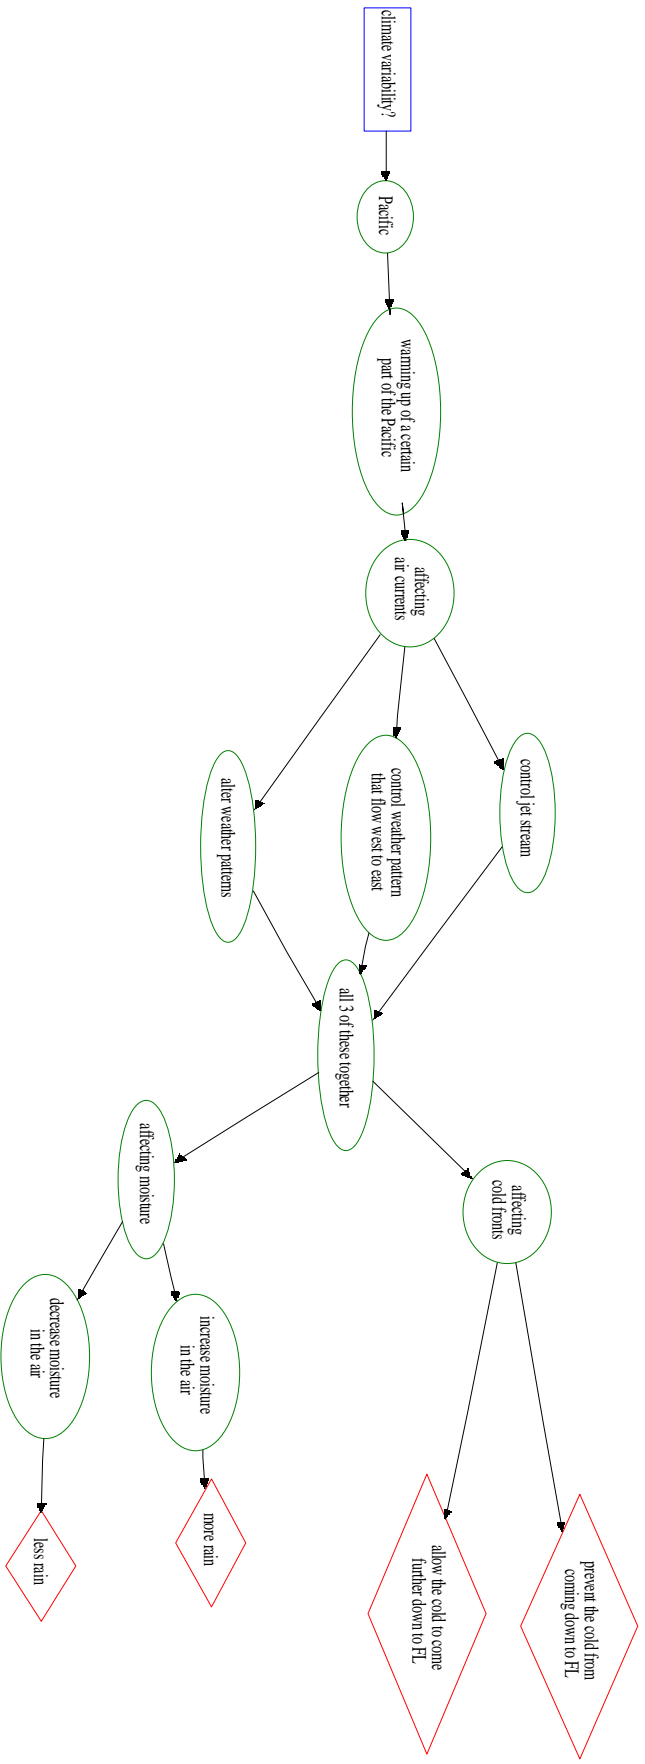 climate variability?
Pacific
warming up of a certain
part of the Pacific
affecting
air currents
control jet stream
control weather pattern
that flow west to east
alter weather patterns
all 3 of these together
affecting
cold fronts
affecting moisture
prevent the cold from
coming down to FL
allow the cold to come
further down to FL
increase moisture
in the air
decrease moisture
in the air
more rain
less rain